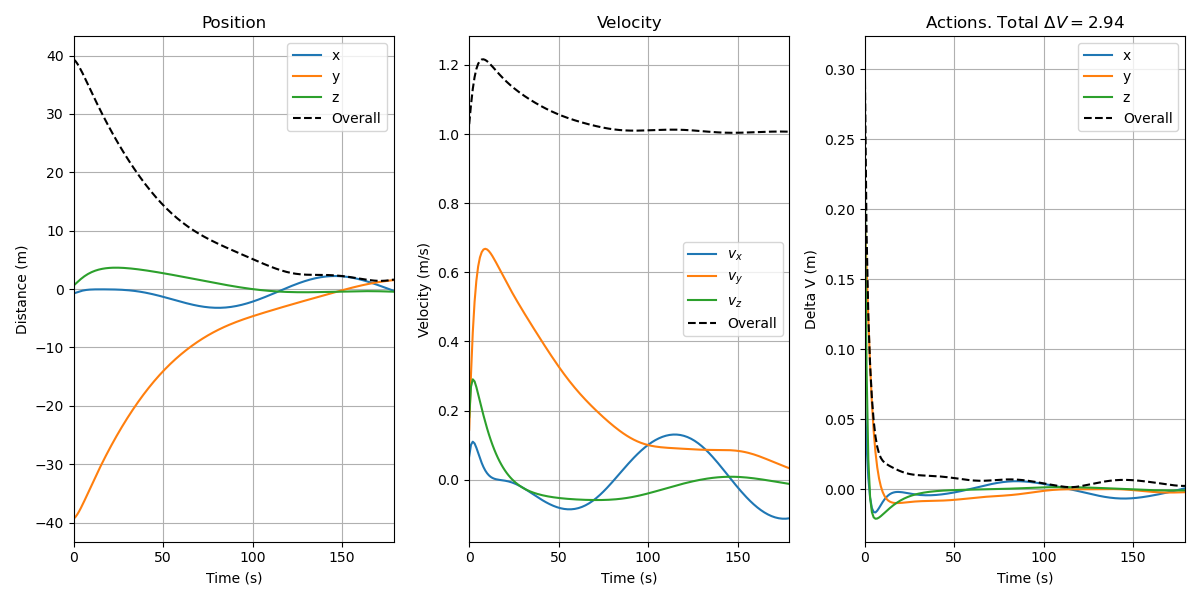 Position
Distance (m)
40
30
20
10
0
−10
−20
−30
−40
0
50
100
150
Time (s)
x
y
z
Overall
Velocity
Velocity (m/s)
1.2
1.0
0.8
0.6
0.4
0.2
0.0
0
50
100
150
Time (s)
vₓ
vᵧ
v_z
Overall
Actions. Total ΔV = 2.94
Delta V (m)
0.30
0.25
0.20
0.15
0.10
0.05
0.00
0
50
100
150
Time (s)
x
y
z
Overall